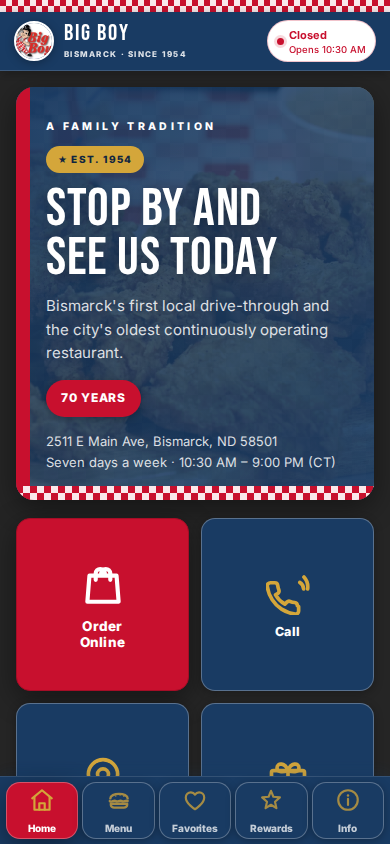 Big Boy
BIG BOY
BISMARCK · SINCE 1954
Closed
Opens 10:30 AM
A FAMILY TRADITION
★ EST. 1954
STOP BY AND
SEE US TODAY
Bismarck's first local drive-through and
the city's oldest continuously operating
restaurant.
70 YEARS
2511 E Main Ave, Bismarck, ND 58501
Seven days a week · 10:30 AM – 9:00 PM (CT)
Order
Online
Call
Home
Menu
Favorites
Rewards
Info